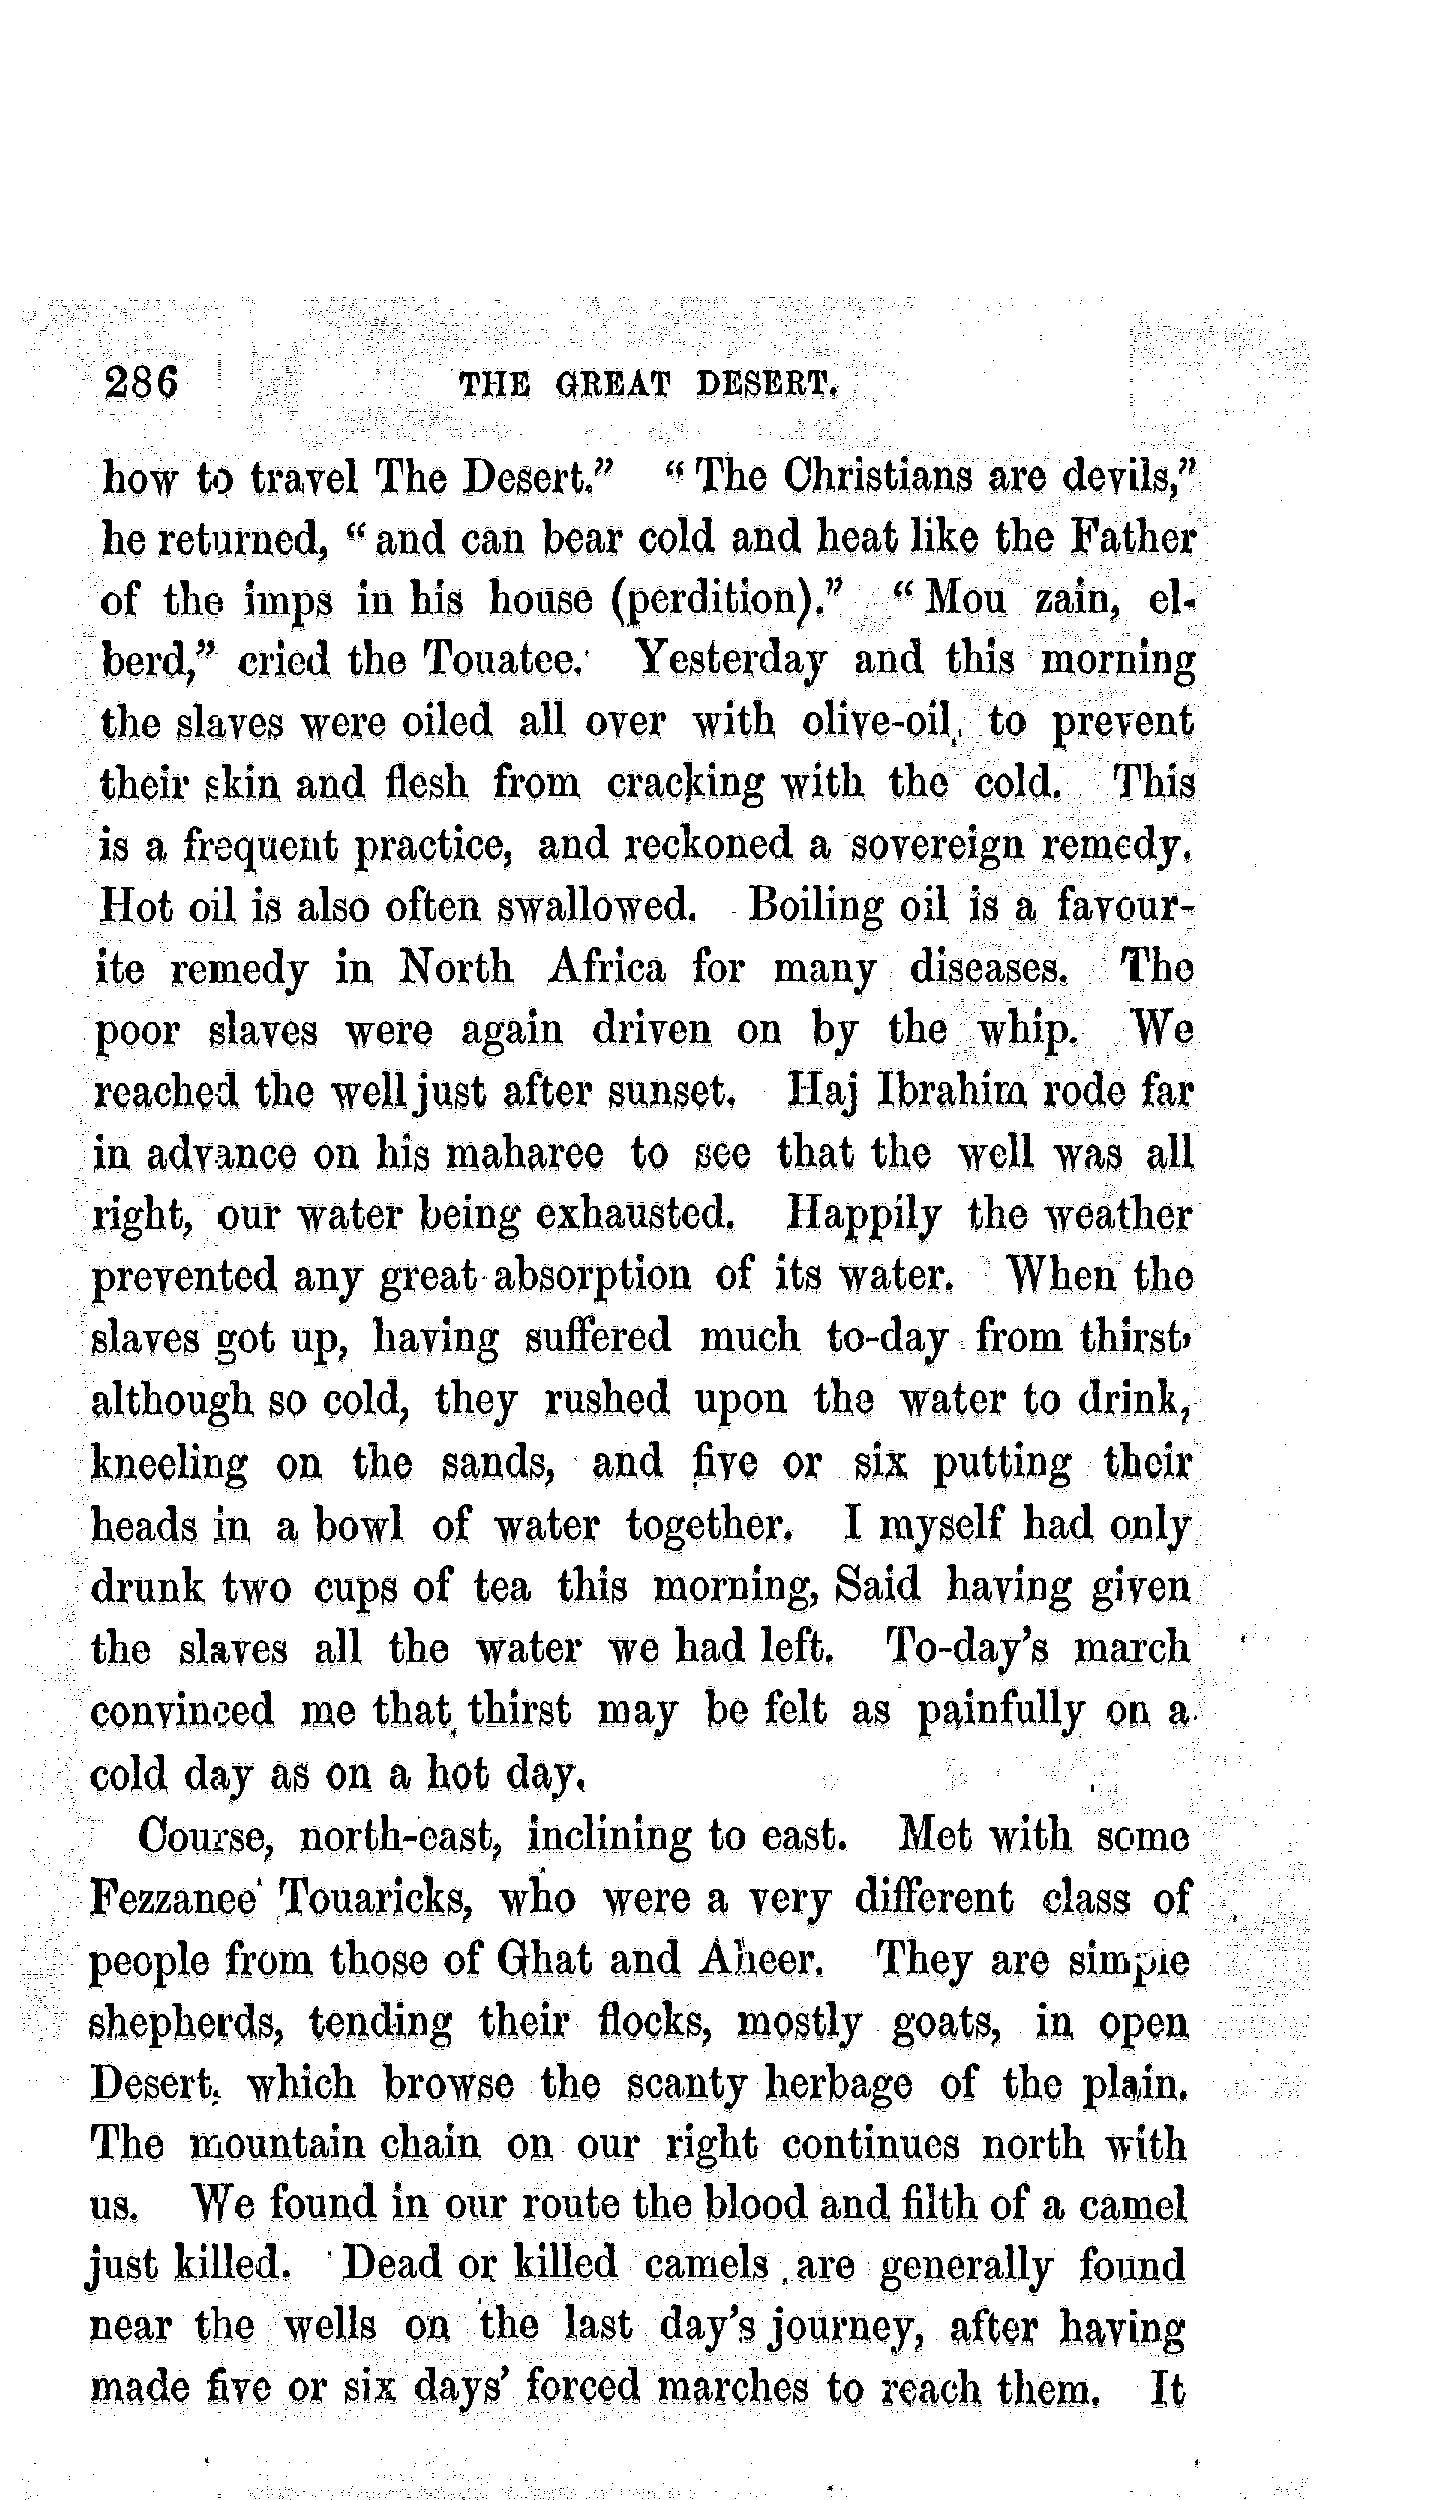 286 THE GREAT DESERT.
how to travel The Desert.” “The Christians are devils,”
he returned, “and can bear cold and heat like the Father
of the imps in his house (perdition).” “Mou zain, el-
berd,” cried the Touatee. Yesterday and this morning
the slaves were oiled all over with olive-oil, to prevent
their skin and flesh from cracking with the cold. This
is a frequent practice, and reckoned a sovereign remedy.
Hot oil is also often swallowed. Boiling oil is a favour-
ite remedy in North Africa for many diseases. The
poor slaves were again driven on by the whip. We
reached the well just after sunset. Haj Ibrahim rode far
in advance on his maharee to see that the well was all
right, our water being exhausted. Happily the weather
prevented any great absorption of its water. When the
slaves got up, having suffered much to-day from thirst,
although so cold, they rushed upon the water to drink,
kneeling on the sands, and five or six putting their
heads in a bowl of water together. I myself had only
drunk two cups of tea this morning, Said having given
the slaves all the water we had left. To-day’s march
convinced me that thirst may be felt as painfully on a
cold day as on a hot day.
Course, north-east, inclining to east. Met with some
Fezzanee Touaricks, who were a very different class of
people from those of Ghat and Aheer. They are simple
shepherds, tending their flocks, mostly goats, in open
Desert, which browse the scanty herbage of the plain.
The mountain chain on our right continues north with
us. We found in our route the blood and filth of a camel
just killed. Dead or killed camels are generally found
near the wells on the last day’s journey, after having
made five or six days’ forced marches to reach them. It